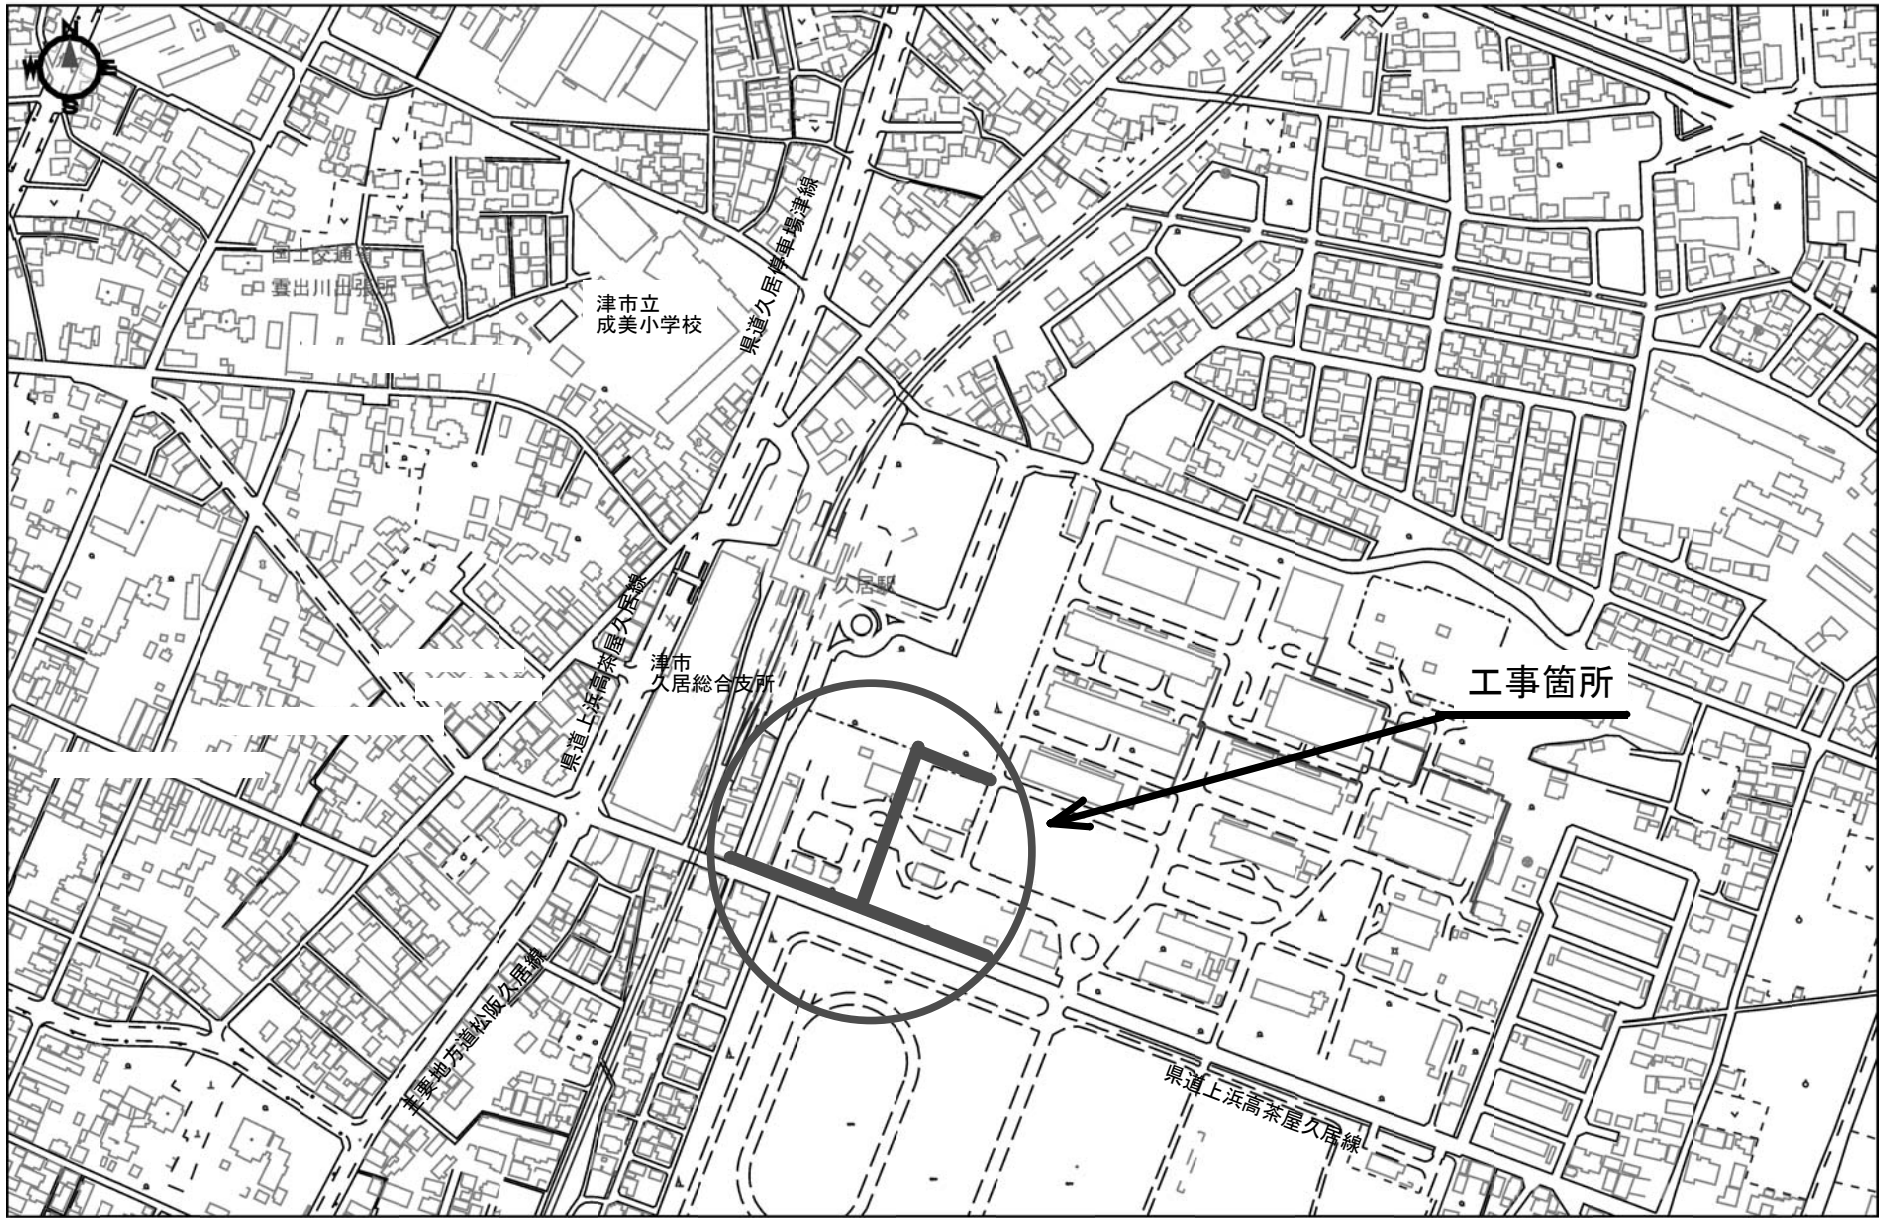 N
W
E
S
国土交通省
雲出川出張所
津市立
成美小学校
県道久居停車場津線
久居駅
県道上浜高茶屋久居線
津市
久居総合支所
工事箇所
主要地方道松阪久居線
県道上浜高茶屋久居線